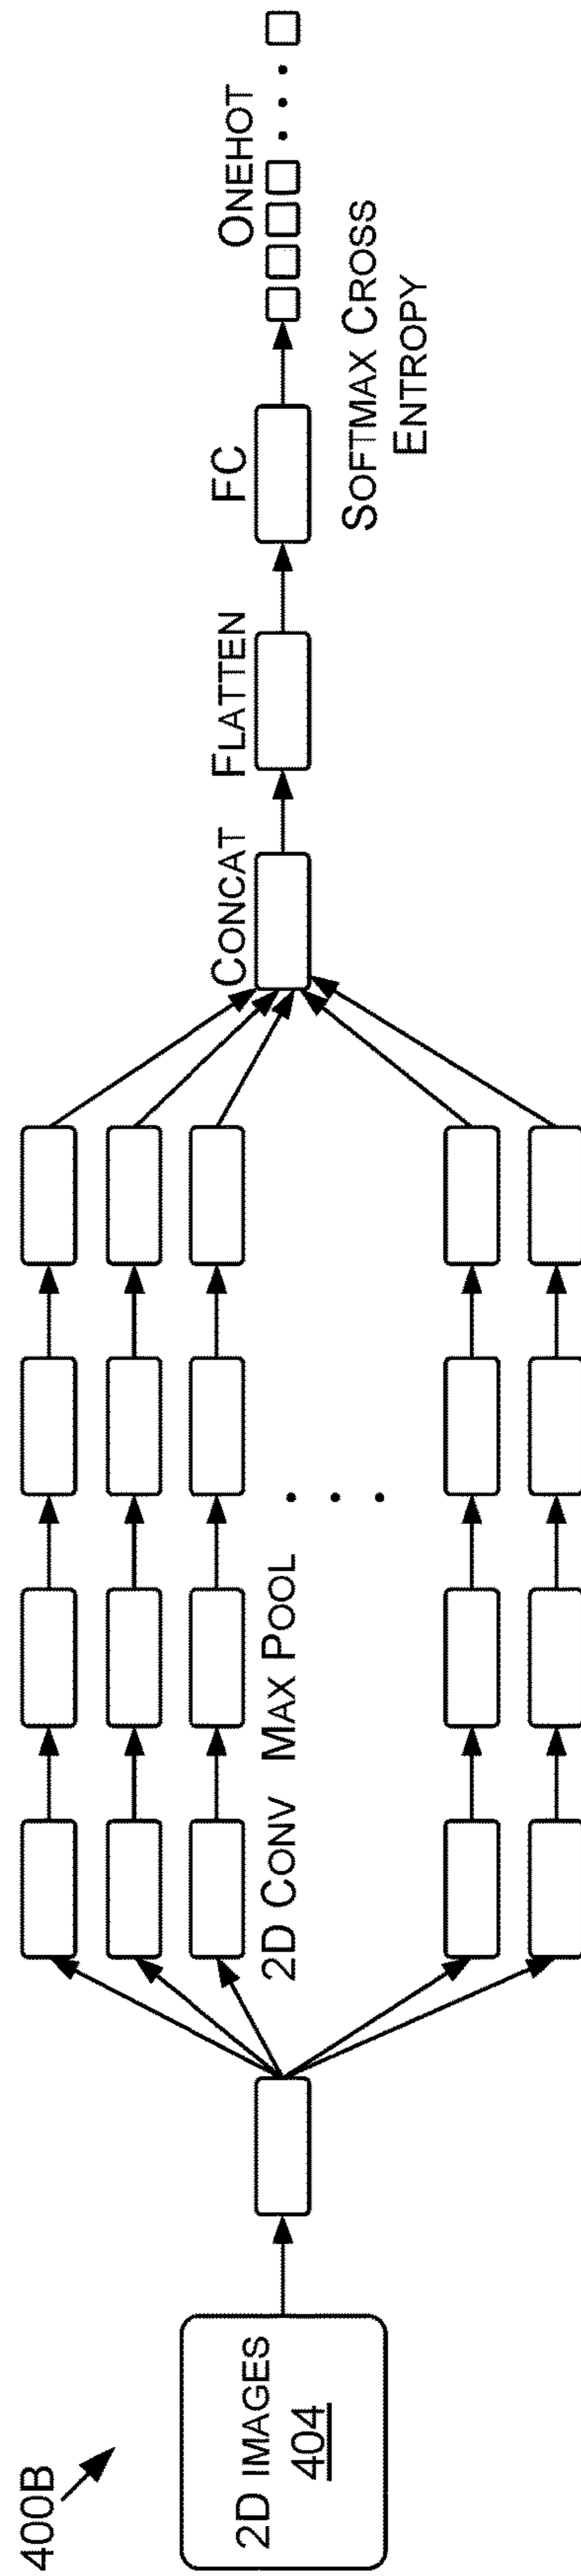 400B
2D IMAGES
404
2D CONV
MAX POOL
CONCAT
FLATTEN
FC
SOFTMAX CROSS
ENTROPY
ONEHOT